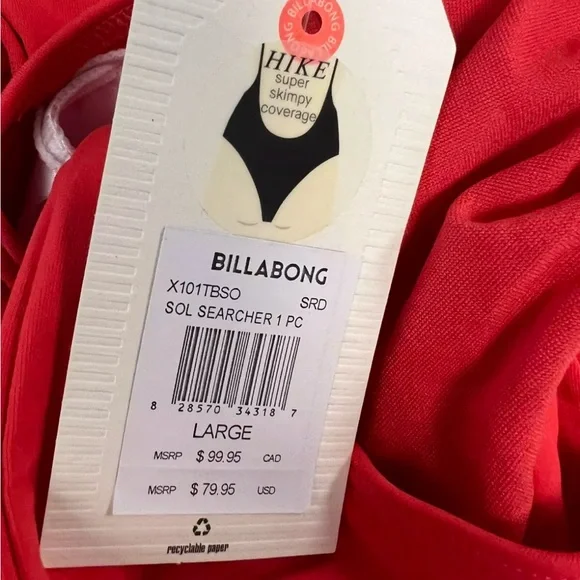 BILLABONG
HIKE
super
skimpy
coverage
BILLABONG
X101TBSO SRD
SOL SEARCHER 1 PC
8 28570 34318 7
LARGE
MSRP $ 99.95 CAD
MSRP $ 79.95 USD
recyclable paper